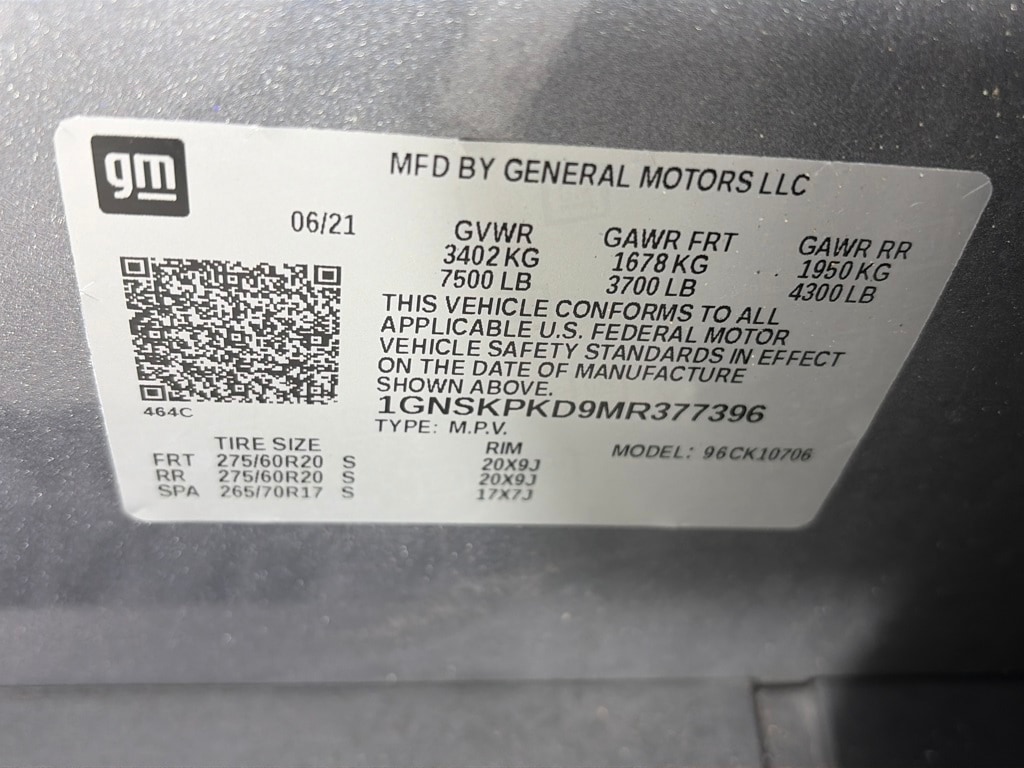 gm
MFD BY GENERAL MOTORS LLC
06/21
GVWR GAWR FRT GAWR RR
3402 KG 1678 KG 1950 KG
7500 LB 3700 LB 4300 LB
THIS VEHICLE CONFORMS TO ALL
APPLICABLE U.S. FEDERAL MOTOR
VEHICLE SAFETY STANDARDS IN EFFECT
ON THE DATE OF MANUFACTURE
SHOWN ABOVE.
464C
1GNSKPKD9MR377396
TYPE: M.P.V.
TIRE SIZE RIM MODEL: 96CK10706
FRT 275/60R20 S 20X9J
RR 275/60R20 S 20X9J
SPA 265/70R17 S 17X7J